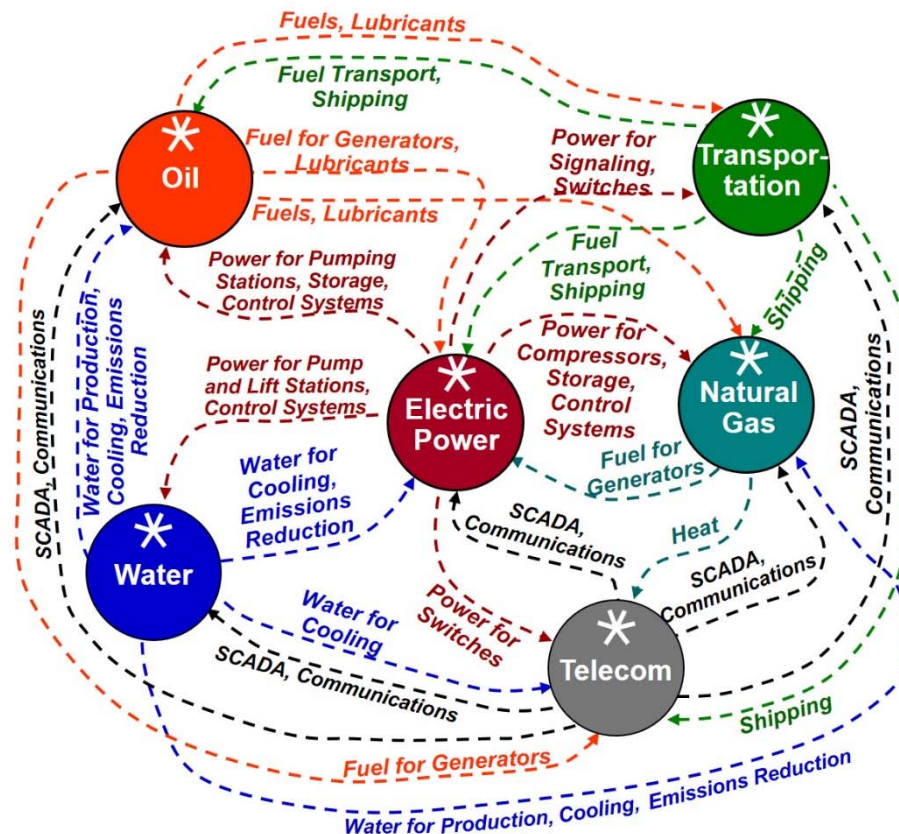 Fuels, Lubricants
Fuel Transport,
Shipping
Oil
Fuel for Generators,
Lubricants
Fuels, Lubricants
Power for
Signaling,
Switches
Transpor-
tation
Power for Pumping
Stations, Storage,
Control Systems
Fuel
Transport,
Shipping
Shipping
Power for Pump
and Lift Stations,
Control Systems
Electric
Power
Power for
Compressors,
Storage,
Control
Systems
Natural
Gas
SCADA,
Communications
SCADA, Communications
Water for Production,
Cooling, Emissions
Reduction
Water for
Cooling,
Emissions
Reduction
Fuel for
Generators
SCADA,
Communications
Heat
SCADA,
Communications
Water
Water for
Cooling
Power for
Switches
Telecom
SCADA, Communications
Shipping
Fuel for Generators
Water for Production, Cooling, Emissions Reduction